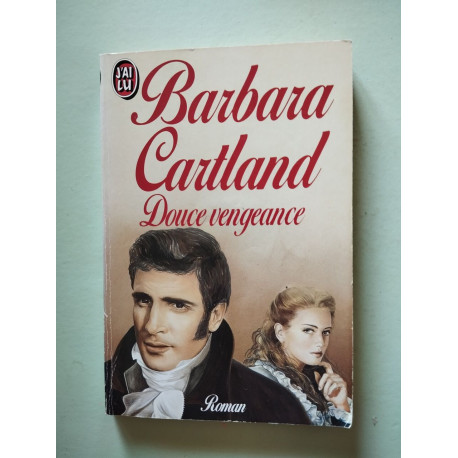 J'AI
LU
Barbara
Cartland
Douce vengeance
Roman